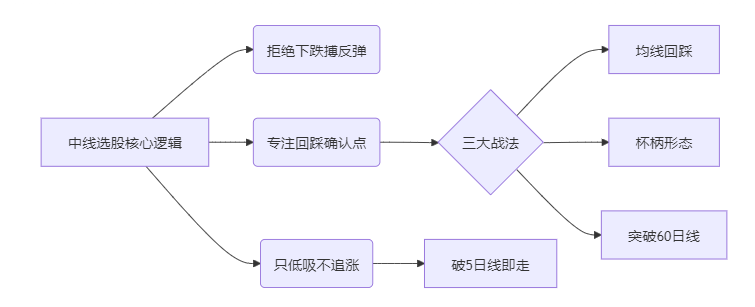 中线选股核心逻辑
拒绝下跌搏反弹
专注回踩确认点
只低吸不追涨
三大战法
破5日线即走
均线回踩
杯柄形态
突破60日线